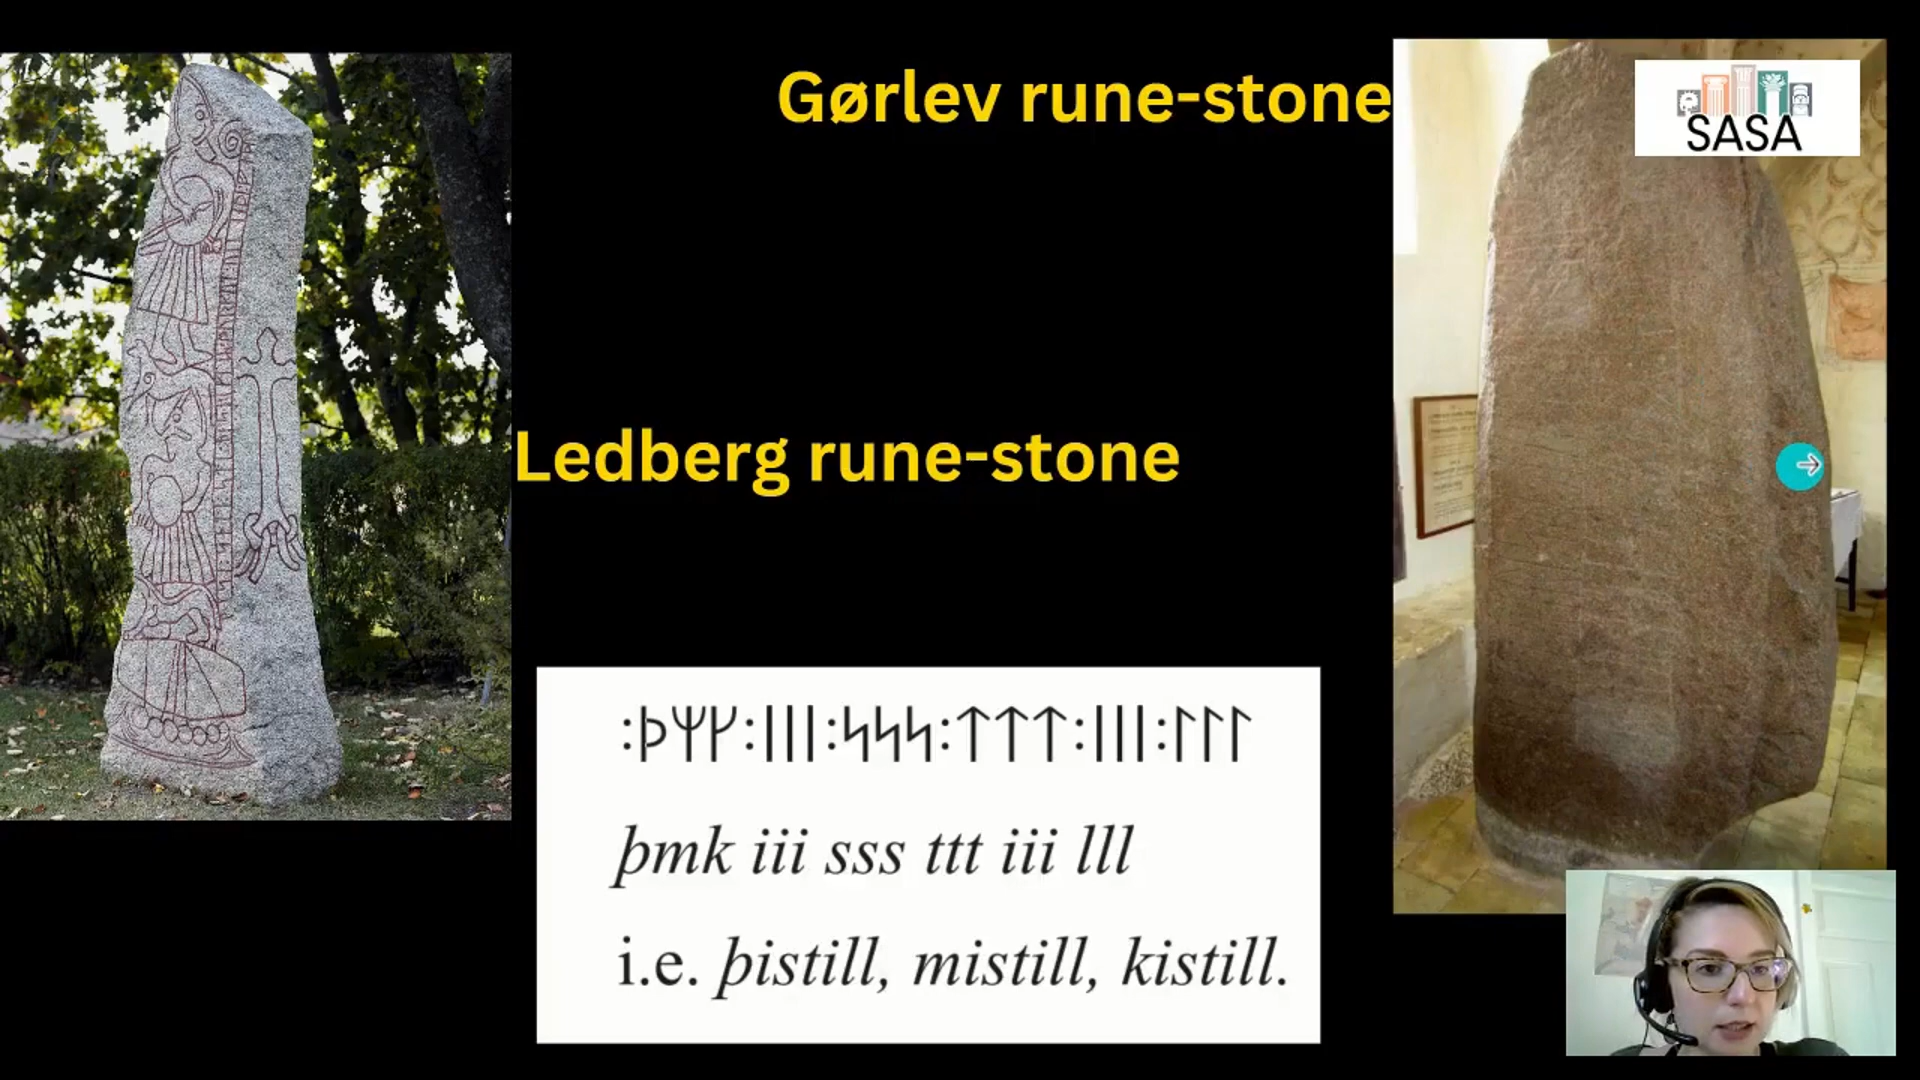 Gørlev rune-stone
SASA
Ledberg rune-stone
:ᚦᛘᚴ:ᛁᛁᛁ:ᛋᛋᛋ:ᛏᛏᛏ:ᛁᛁᛁ:ᛚᛚᛚ
þmk iii sss ttt iii lll
i.e. þistill, mistill, kistill.